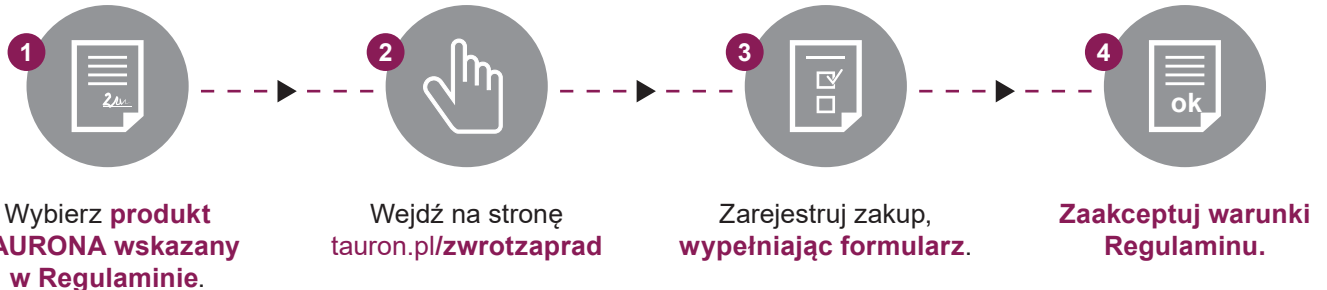 1
2
3
4
ok
Wybierz produkt
AURONA wskazany
w Regulaminie.
Wejdź na stronę
tauron.pl/zwrotzaprad
Zarejestruj zakup,
wypełniając formularz.
Zaakceptuj warunki
Regulaminu.